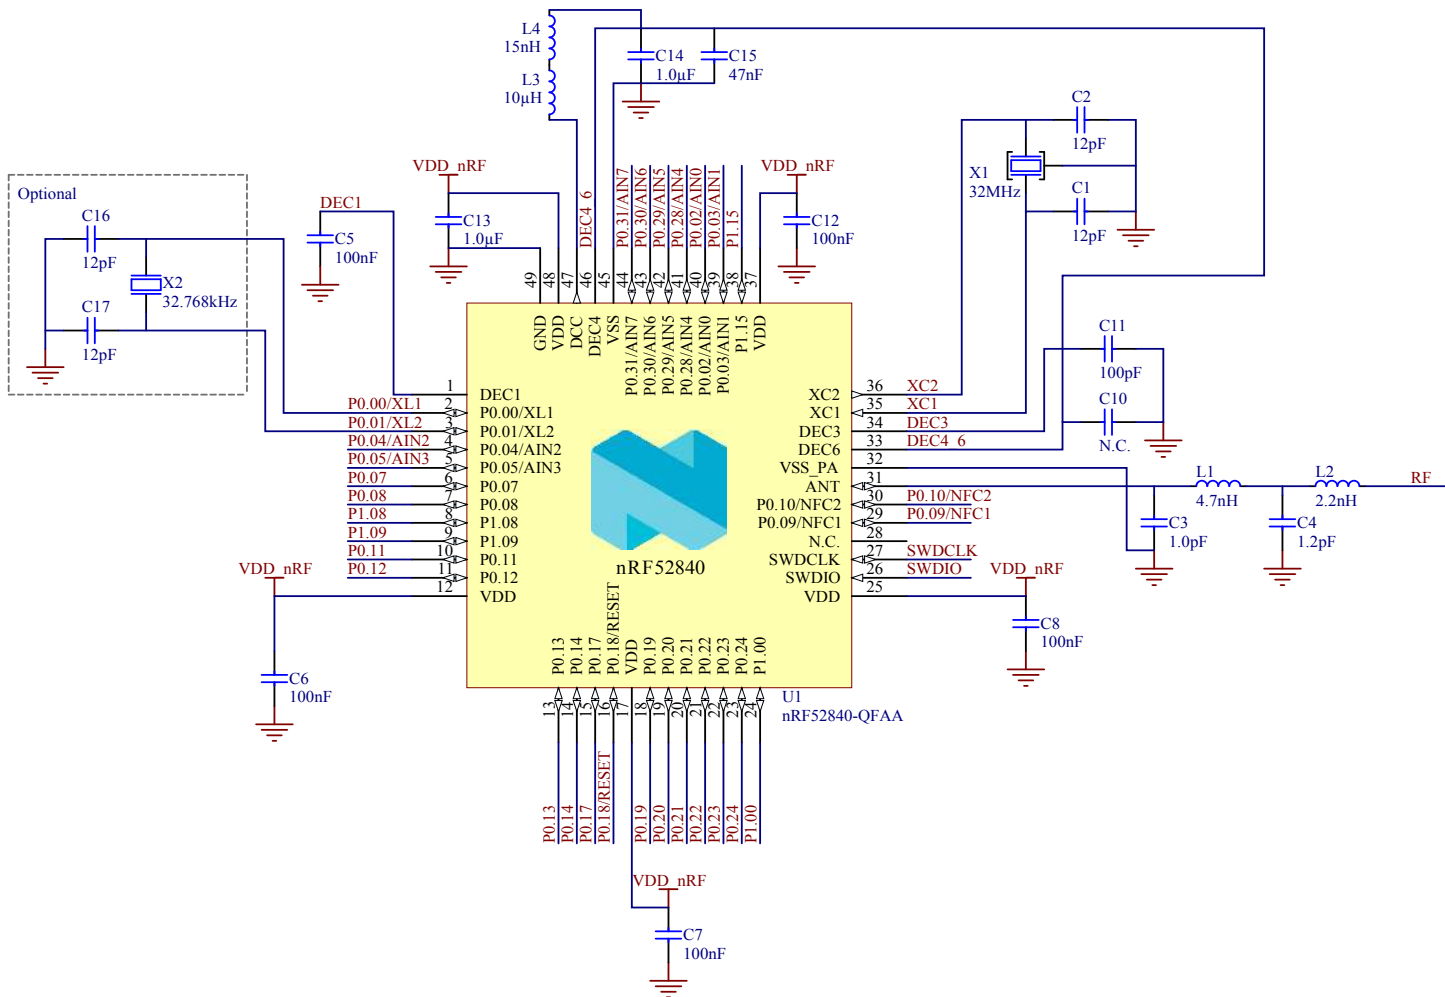 L4
15nH
L3
10µH
C14
1.0µF
C15
47nF
C2
12pF
X1
32MHz
C1
12pF
VDD_nRF
C13
1.0µF
DEC4_6
P0.31/AIN7
P0.30/AIN6
P0.29/AIN5
P0.28/AIN4
P0.02/AIN0
P0.03/AIN1
P1.15
VDD_nRF
C12
100nF
Optional
C16
12pF
X2
32.768kHz
C17
12pF
DEC1
C5
100nF
49
48
47
46
45
44
43
42
41
40
39
38
37
GND
VDD
DCC
DEC4
VSS
P0.31/AIN7
P0.30/AIN6
P0.29/AIN5
P0.28/AIN4
P0.02/AIN0
P0.03/AIN1
P1.15
VDD
1 DEC1
P0.00/XL1 2 P0.00/XL1
P0.01/XL2 3 P0.01/XL2
P0.04/AIN2 4 P0.04/AIN2
P0.05/AIN3 5 P0.05/AIN3
P0.07 6 P0.07
P0.08 7 P0.08
P1.08 8 P1.08
P1.09 9 P1.09
P0.11 10 P0.11
P0.12 11 P0.12
12 VDD
VDD_nRF
C6
100nF
nRF52840
XC2 36 XC2
XC1 35 XC1
DEC3 34 DEC3
DEC6 33 DEC4_6
VSS_PA 32
ANT 31
P0.10/NFC2 30 P0.10/NFC2
P0.09/NFC1 29 P0.09/NFC1
N.C. 28
SWDCLK 27 SWDCLK
SWDIO 26 SWDIO
VDD 25
C11
100pF
C10
N.C.
L1
4.7nH
L2
2.2nH
RF
C3
1.0pF
C4
1.2pF
VDD_nRF
C8
100nF
P0.13
P0.14
P0.17
P0.18/RESET
VDD
P0.19
P0.20
P0.21
P0.22
P0.23
P0.24
P1.00
U1
nRF52840-QFAA
13
14
15
16
17
18
19
20
21
22
23
24
P0.13
P0.14
P0.17
P0.18/RESET
P0.19
P0.20
P0.21
P0.22
P0.23
P0.24
P1.00
VDD_nRF
C7
100nF